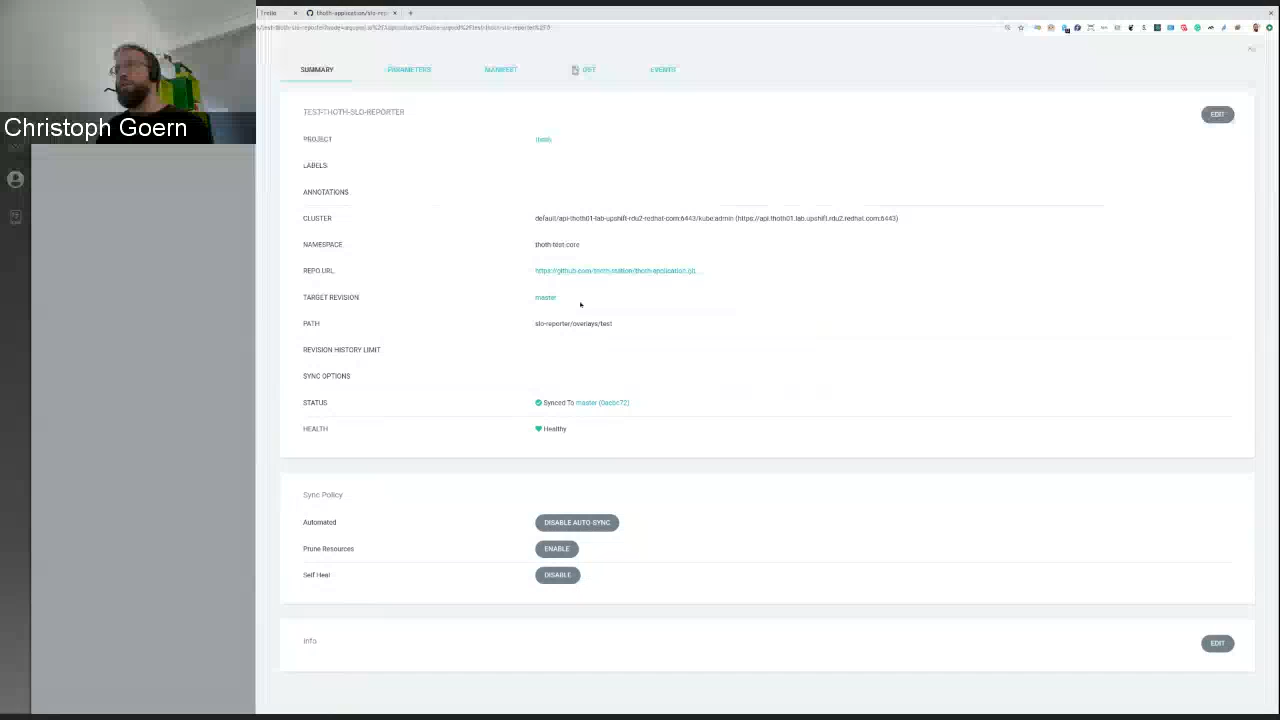 thoth-application/slo-rep
Christoph Goern
SUMMARY
PARAMETERS
MANIFEST
DIFF
EVENTS
TEST-THOTH-SLO-REPORTER
EDIT
PROJECT
thoth
LABELS
ANNOTATIONS
CLUSTER
default/api-thoth01-lab-upshift-rdu2-redhat-com:6443/kube:admin (https://api.thoth01.lab.upshift.rdu2.redhat.com:6443)
NAMESPACE
thoth-test-core
REPO URL
https://github.com/thoth-station/thoth-application.git
TARGET REVISION
master
PATH
slo-reporter/overlays/test
REVISION HISTORY LIMIT
SYNC OPTIONS
STATUS
Synced To master
HEALTH
Healthy
Sync Policy
Automated
DISABLE AUTO-SYNC
Prune Resources
ENABLE
Self Heal
DISABLE
Info
EDIT